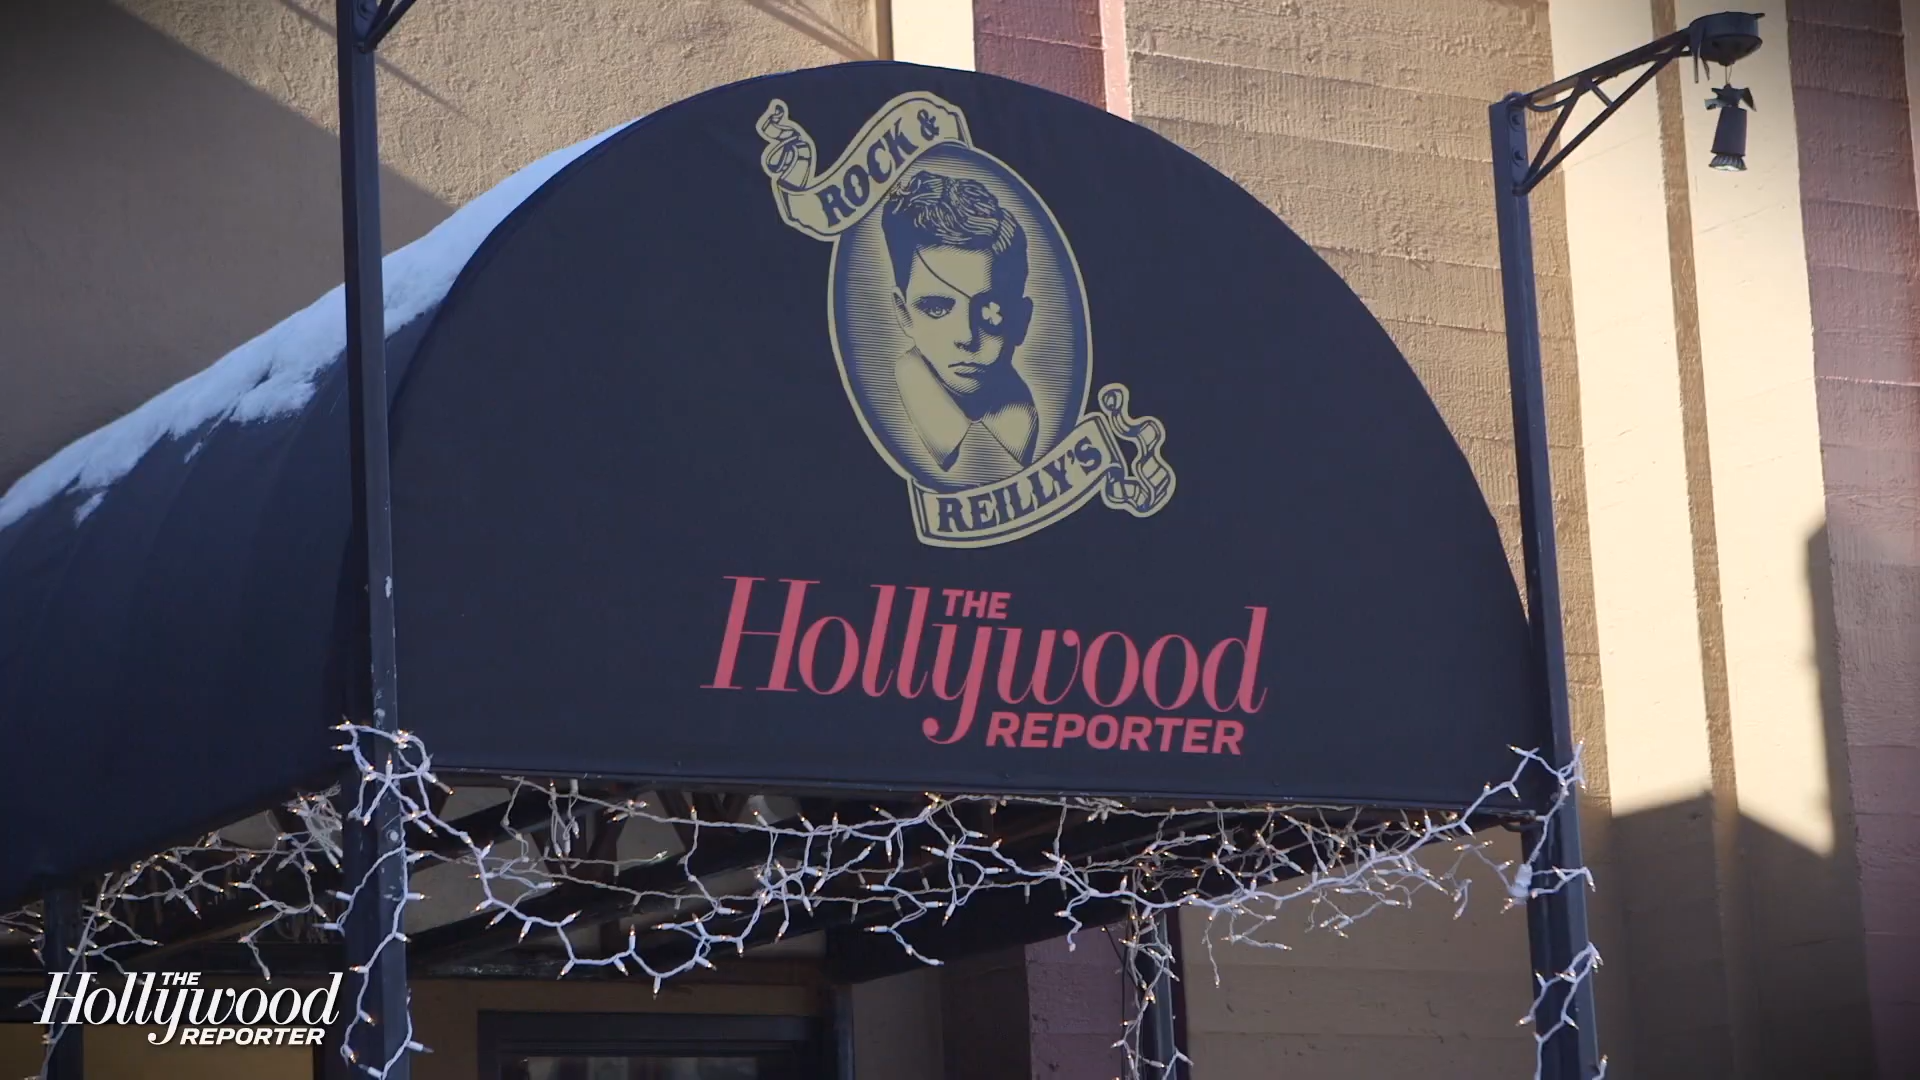 ROCK &
REILLY'S
THE
Hollywood
REPORTER
THE
Hollywood
REPORTER